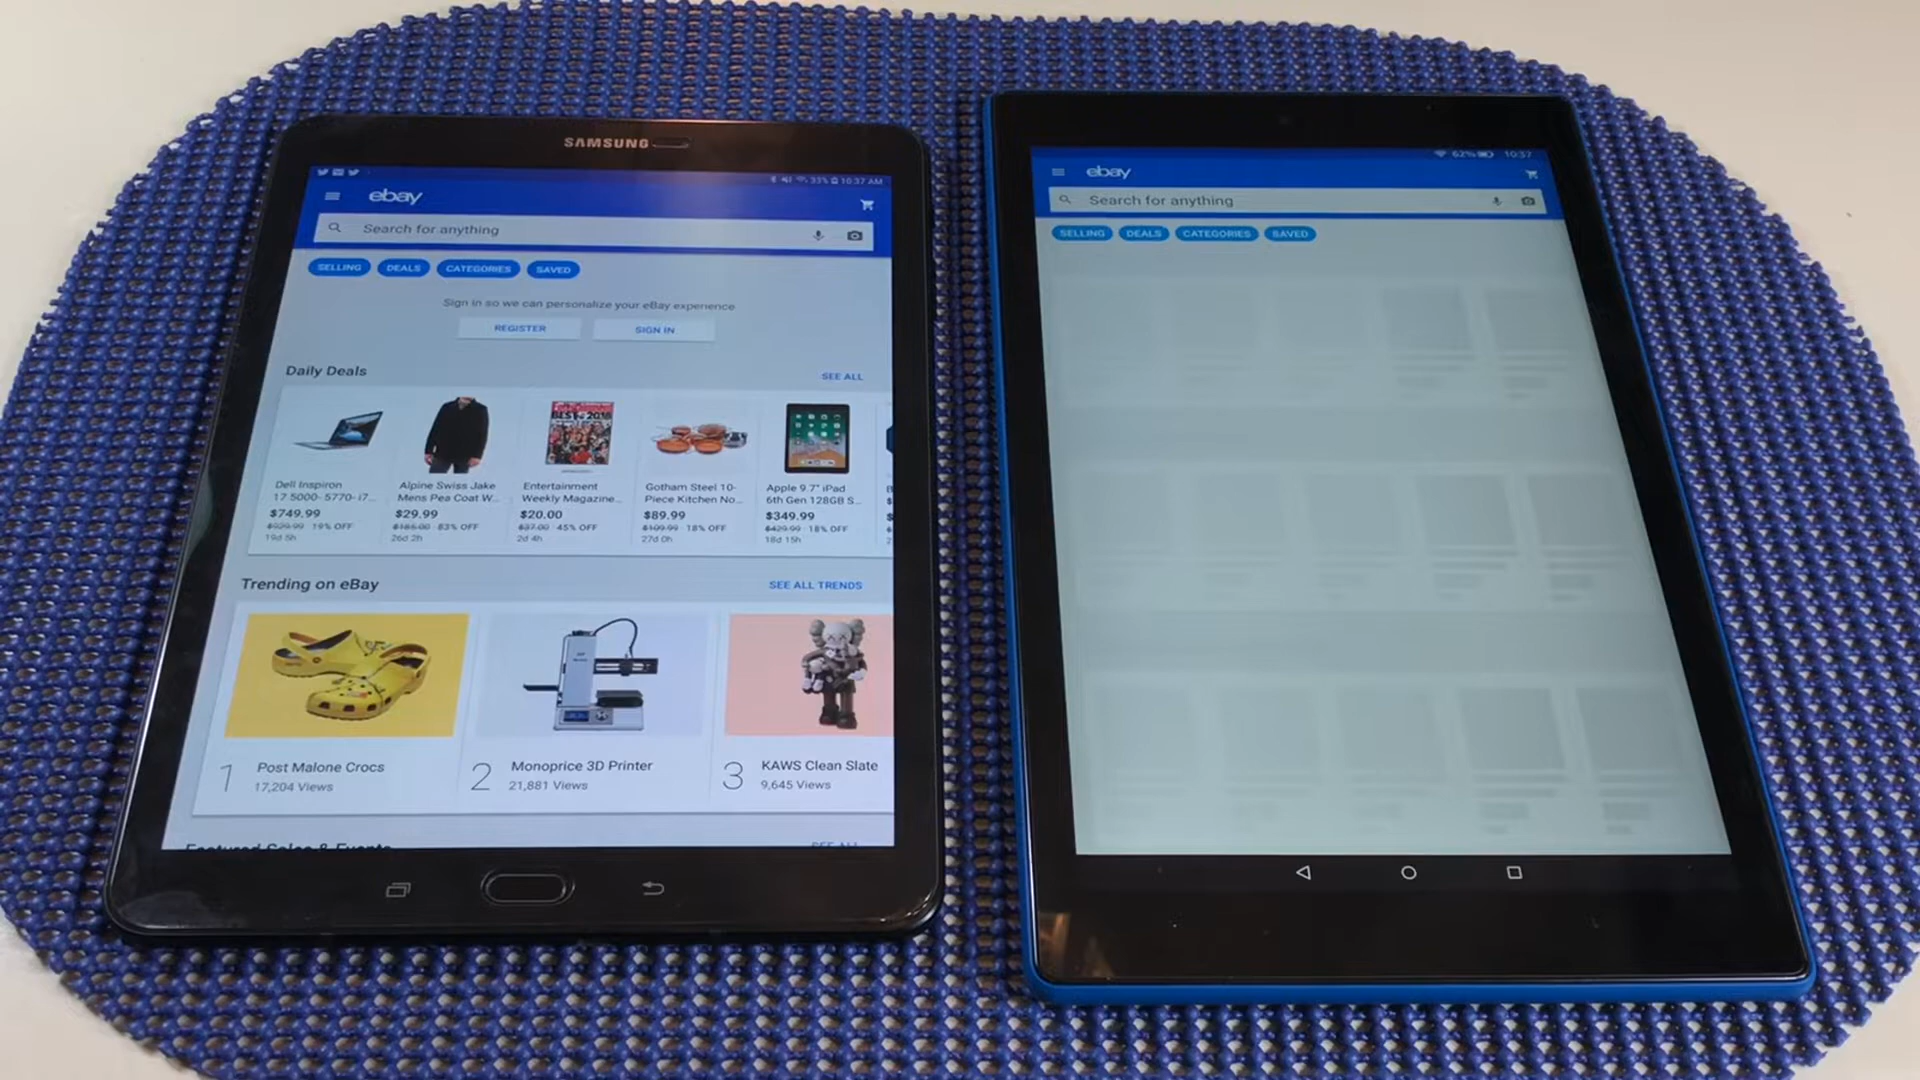 SAMSUNG
33% 10:37 AM
ebay
Search for anything
SELLING DEALS CATEGORIES SAVED
Sign in so we can personalize your eBay experience
REGISTER SIGN IN
Daily Deals SEE ALL
Dell Inspiron
17 5000- 5770- i7...
$749.99
$929.99 · 19% OFF
19d 5h
Alpine Swiss Jake
Mens Pea Coat W...
$29.99
$185.00 · 83% OFF
26d 2h
BEST OF 2018
Entertainment
Weekly Magazine...
$20.00
$37.00 · 45% OFF
2d 4h
Gotham Steel 10-
Piece Kitchen No...
$89.99
$109.99 · 18% OFF
27d 0h
Apple 9.7" iPad
6th Gen 128GB S...
$349.99
$429.99 · 18% OFF
18d 15h
Trending on eBay SEE ALL TRENDS
1 Post Malone Crocs
17,204 Views
2 Monoprice 3D Printer
21,881 Views
3 KAWS Clean Slate
9,645 Views
Featured Sales & Events SEE ALL
62% 10:37
ebay
Search for anything
SELLING DEALS CATEGORIES SAVED